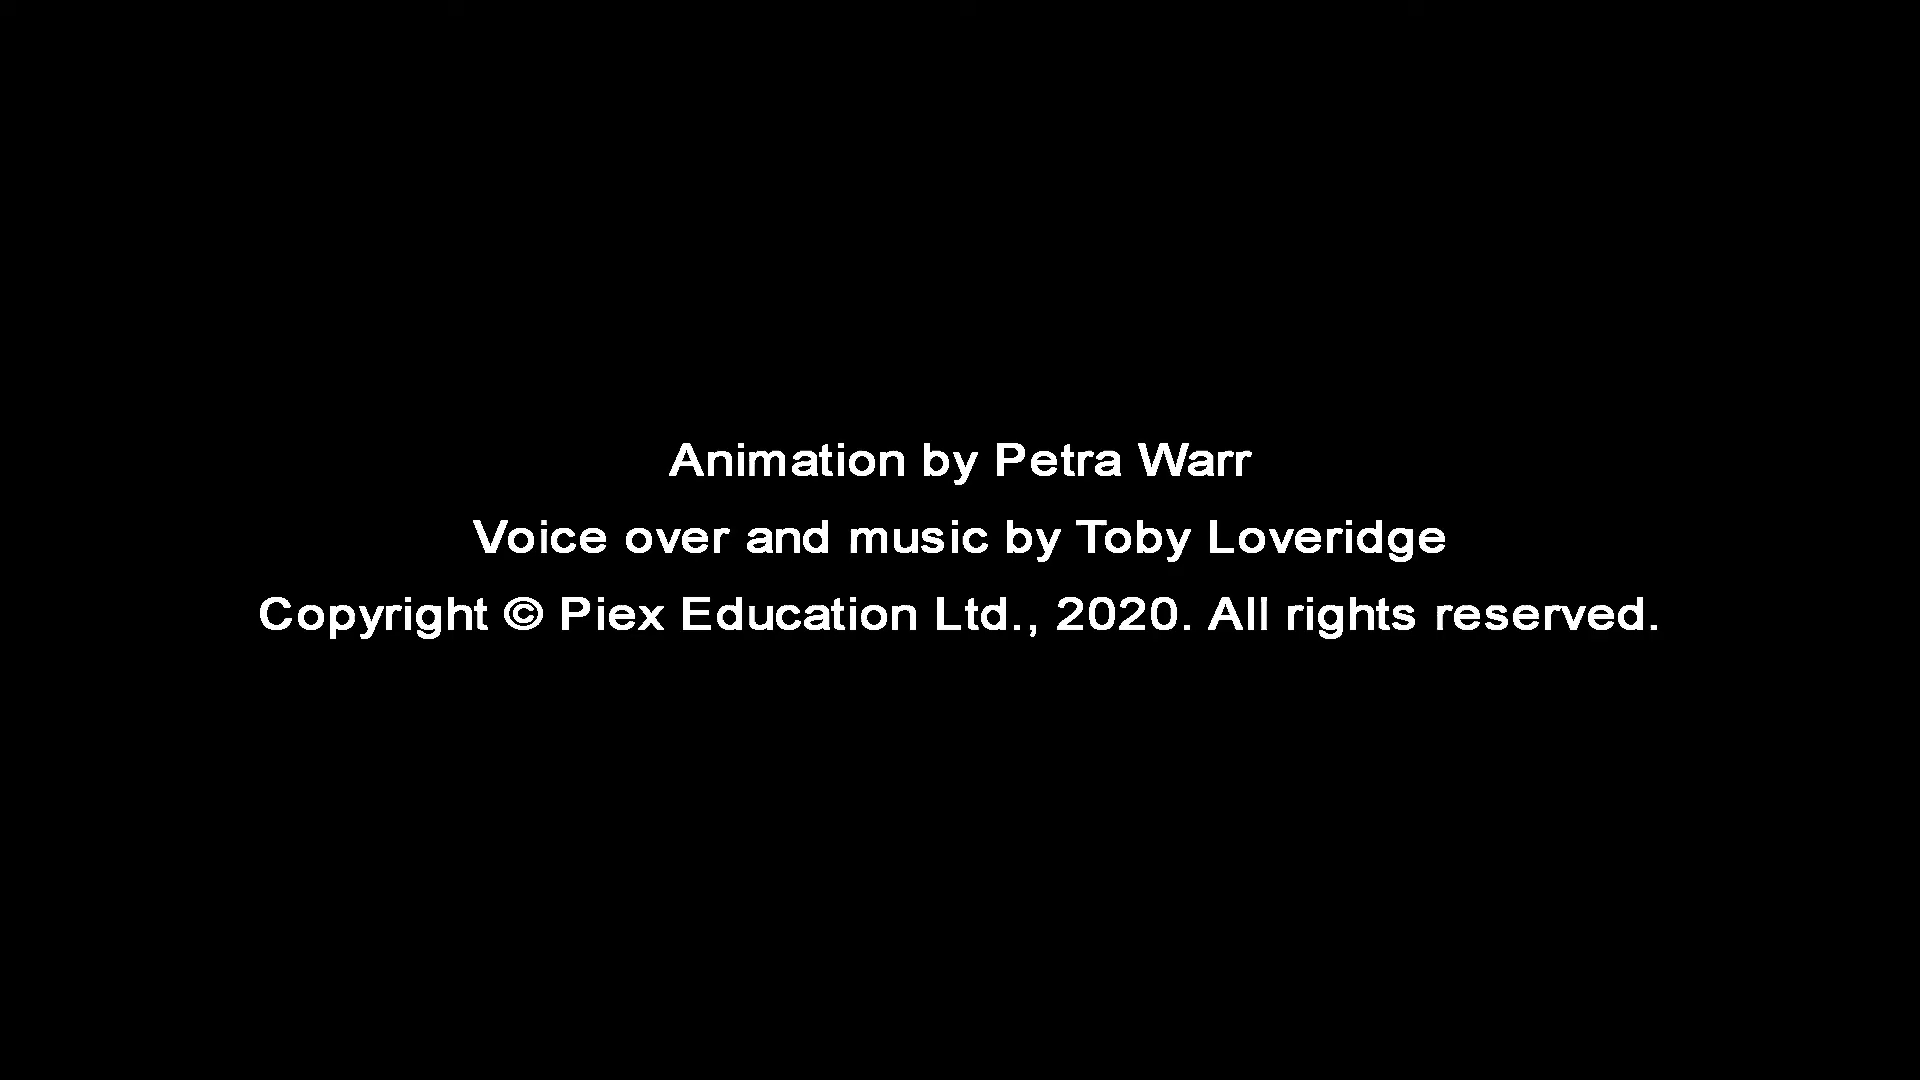 Animation by Petra Warr
Voice over and music by Toby Loveridge
Copyright © Piex Education Ltd., 2020. All rights reserved.